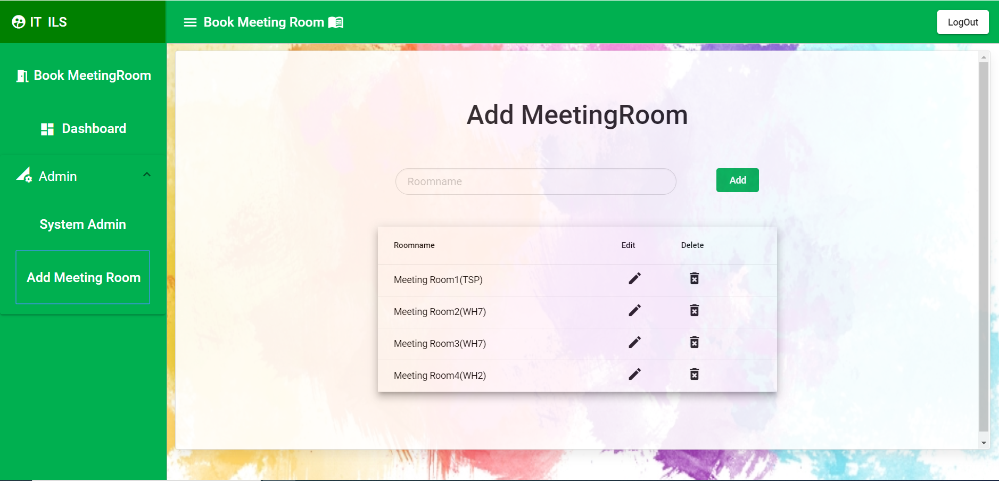 IT ILS
Book Meeting Room
LogOut
Book MeetingRoom
Dashboard
Admin
System Admin
Add Meeting Room
Add MeetingRoom
Roomname
Add
Roomname Edit Delete
Meeting Room1(TSP)
Meeting Room2(WH7)
Meeting Room3(WH7)
Meeting Room4(WH2)